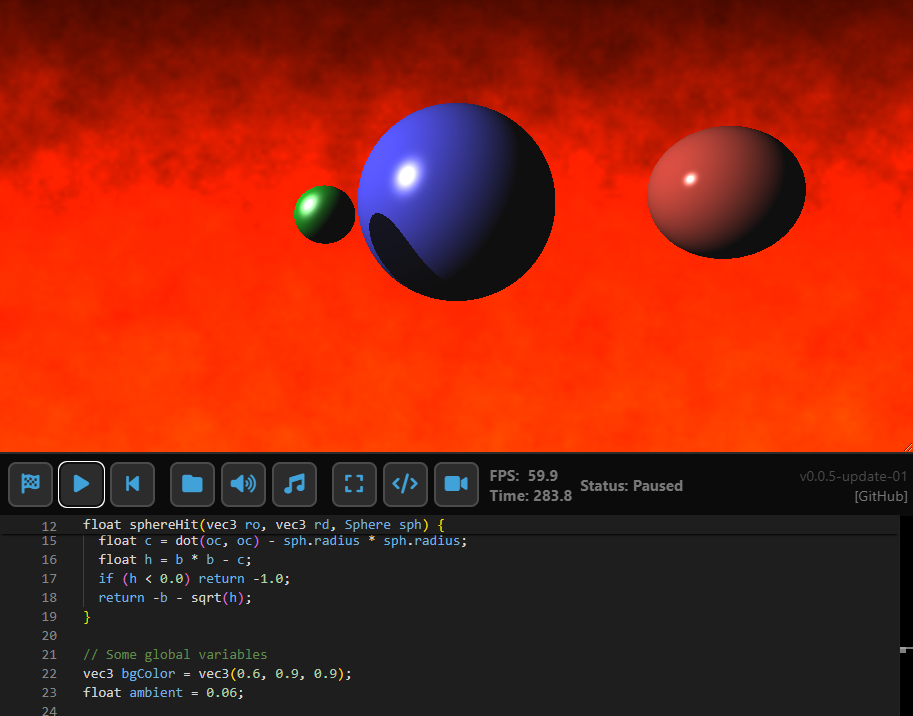 FPS: 59.9
Time: 283.8
Status: Paused
v0.0.5-update-01
[GitHub]
12 float sphereHit(vec3 ro, vec3 rd, Sphere sph) {
15 float c = dot(oc, oc) - sph.radius * sph.radius;
16 float h = b * b - c;
17 if (h < 0.0) return -1.0;
18 return -b - sqrt(h);
19 }
20
21 // Some global variables
22 vec3 bgColor = vec3(0.6, 0.9, 0.9);
23 float ambient = 0.06;
24